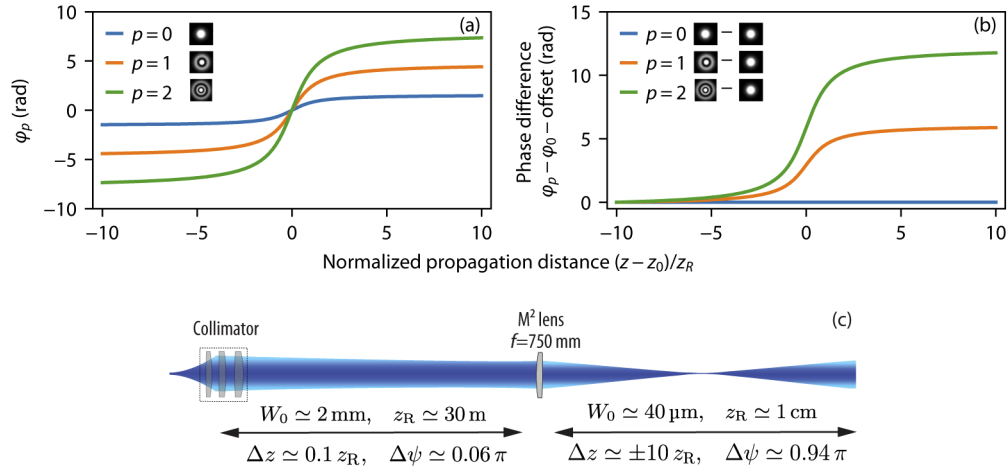 (a)
10
5
0
−5
−10
φp (rad)
p = 0
p = 1
p = 2
−10
−5
0
5
10
(b)
15
10
5
0
Phase difference
φp − φ0 − offset (rad)
p = 0 −
p = 1 −
p = 2 −
−10
−5
0
5
10
Normalized propagation distance (z − z0)/zR
(c)
Collimator
M² lens
f=750 mm
W0 ≃ 2 mm, zR ≃ 30 m
Δz ≃ 0.1 zR, Δψ ≃ 0.06 π
W0 ≃ 40 µm, zR ≃ 1 cm
Δz ≃ ±10 zR, Δψ ≃ 0.94 π